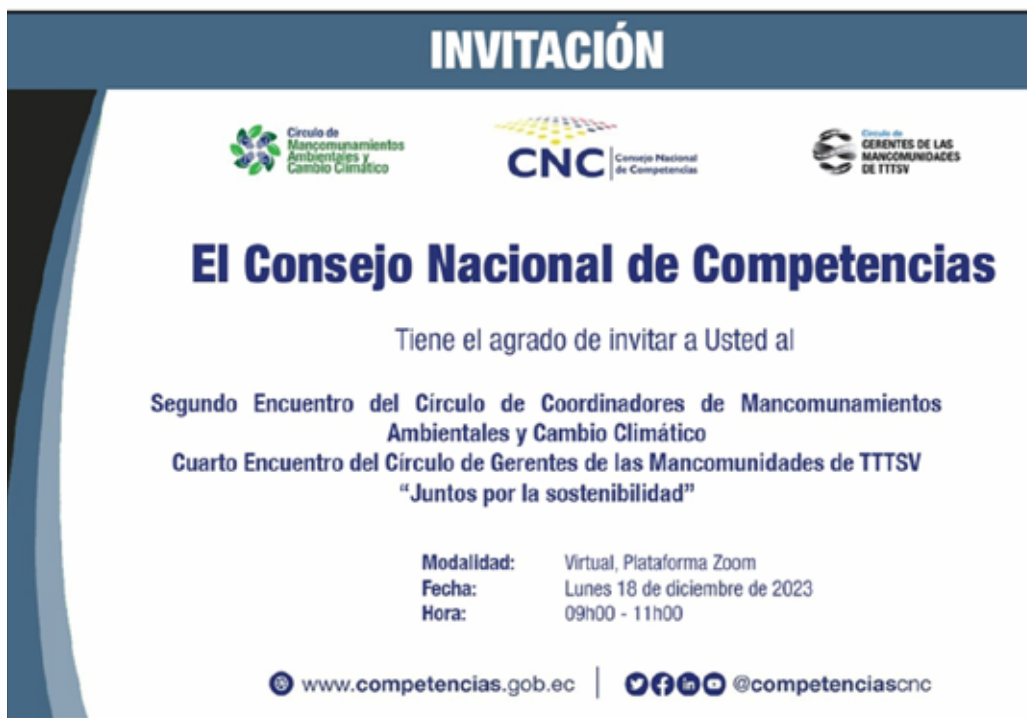 INVITACIÓN
Círculo de
Mancomunamientos
Ambientales y
Cambio Climático
CNC
Consejo Nacional
de Competencias
Círculo de
GERENTES DE LAS
MANCOMUNIDADES
DE TTTSV
El Consejo Nacional de Competencias
Tiene el agrado de invitar a Usted al
Segundo Encuentro del Círculo de Coordinadores de Mancomunamientos
Ambientales y Cambio Climático
Cuarto Encuentro del Círculo de Gerentes de las Mancomunidades de TTTSV
“Juntos por la sostenibilidad”
Modalidad: Virtual, Plataforma Zoom
Fecha: Lunes 18 de diciembre de 2023
Hora: 09h00 - 11h00
www.competencias.gob.ec | @competenciascnc